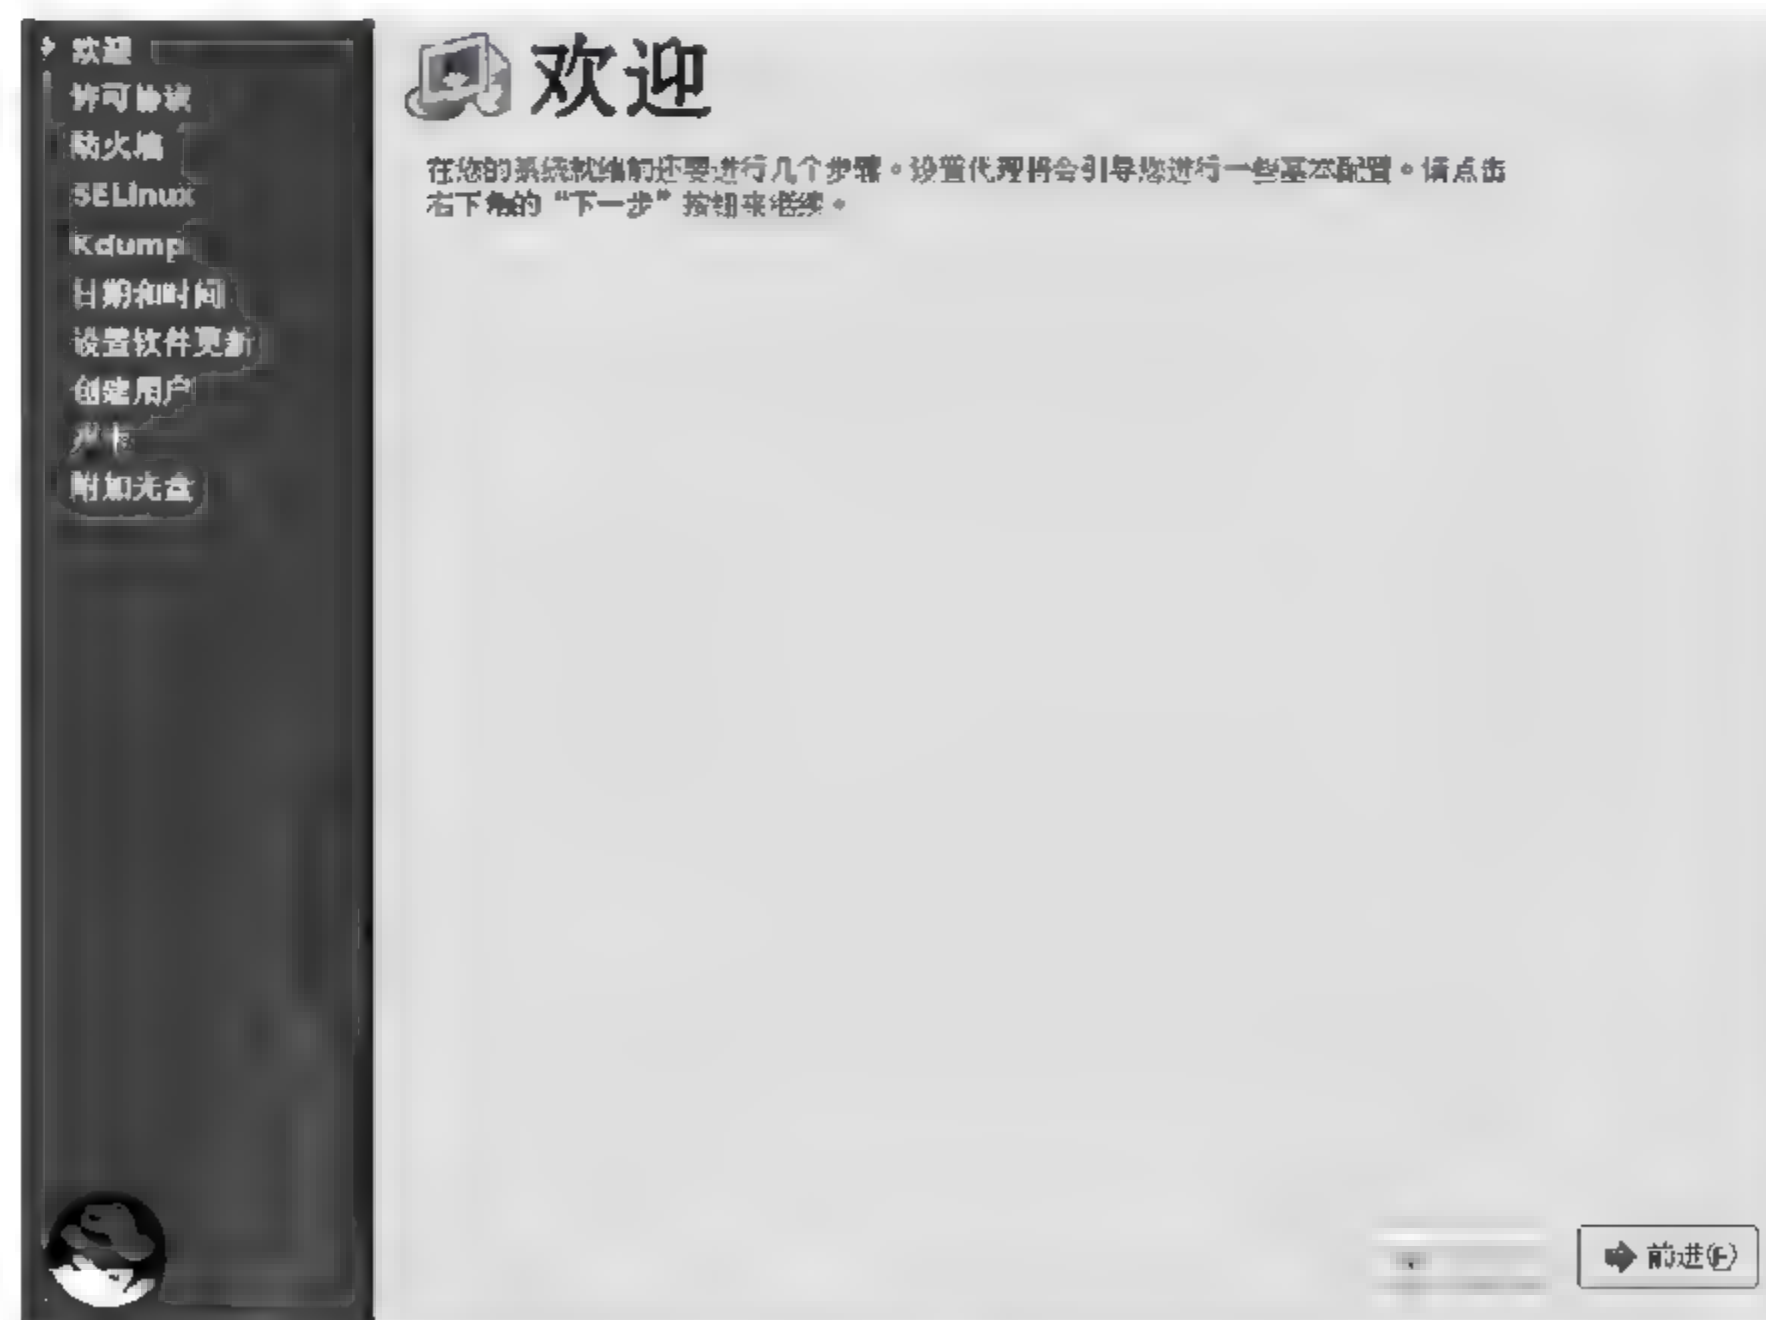 欢迎
许可协议
防火墙
SELinux
Kdump
日期和时间
设置软件更新
创建用户
声卡
附加光盘
欢迎
在您的系统就绪前还要进行几个步骤。设置代理将会引导您进行一些基本配置。请点击
右下角的“下一步”按钮来继续。
前进(F)